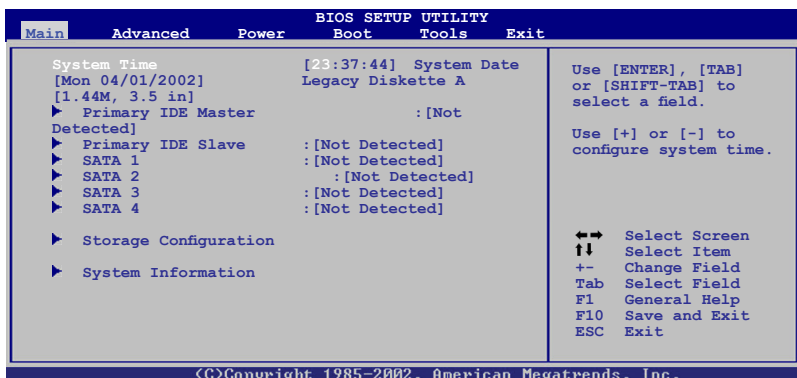 BIOS SETUP UTILITY
Main Advanced Power Boot Tools Exit
System Time [23:37:44] System Date
[Mon 04/01/2002] Legacy Diskette A
[1.44M, 3.5 in]
Primary IDE Master :[Not
Detected]
Primary IDE Slave :[Not Detected]
SATA 1 :[Not Detected]
SATA 2 :[Not Detected]
SATA 3 :[Not Detected]
SATA 4 :[Not Detected]
Storage Configuration
System Information
Use [ENTER], [TAB]
or [SHIFT-TAB] to
select a field.
Use [+] or [-] to
configure system time.
Select Screen
Select Item
+- Change Field
Tab Select Field
F1 General Help
F10 Save and Exit
ESC Exit
(C)Copyright 1985-2002, American Megatrends, Inc.